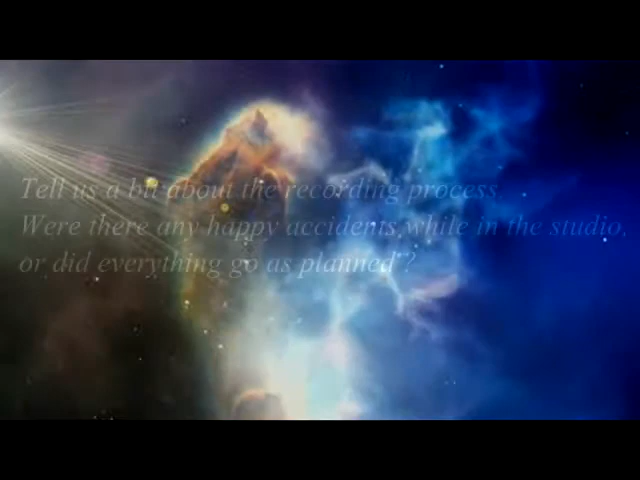 Tell us a bit about the recording process.
Were there any happy accidents while in the studio,
or did everything go as planned ?